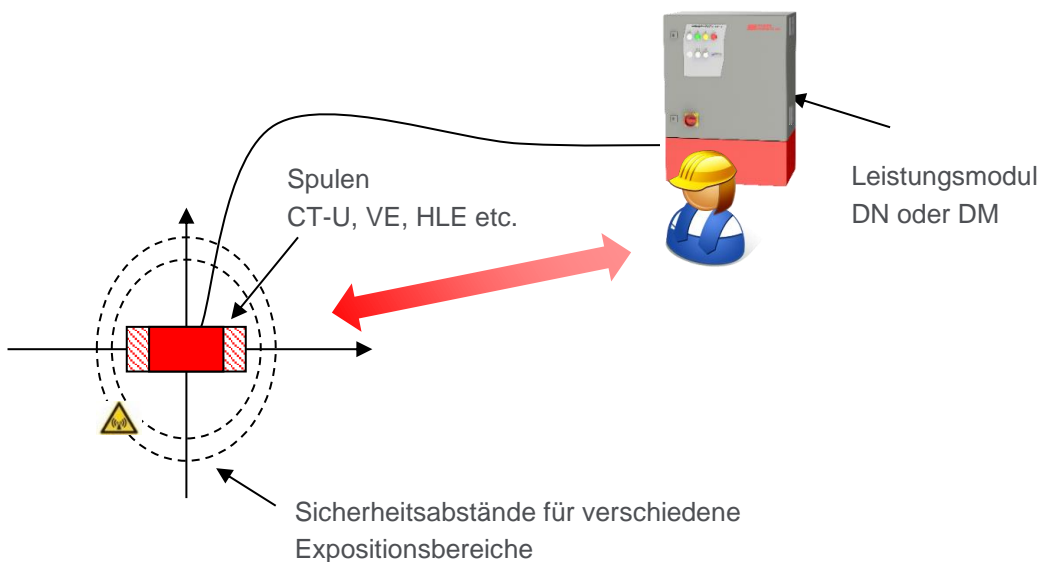 Spulen
CT-U, VE, HLE etc.
Leistungsmodul
DN oder DM
Sicherheitsabstände für verschiedene
Expositionsbereiche